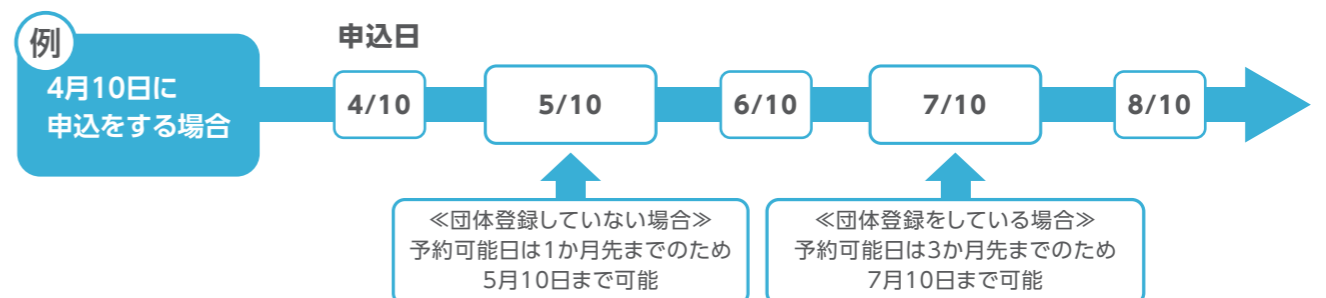 例
4月10日に
申込をする場合
申込日
4/10
5/10
6/10
7/10
8/10
≪団体登録していない場合≫
予約可能日は1か月先までのため
5月10日まで可能
≪団体登録をしている場合≫
予約可能日は3か月先までのため
7月10日まで可能